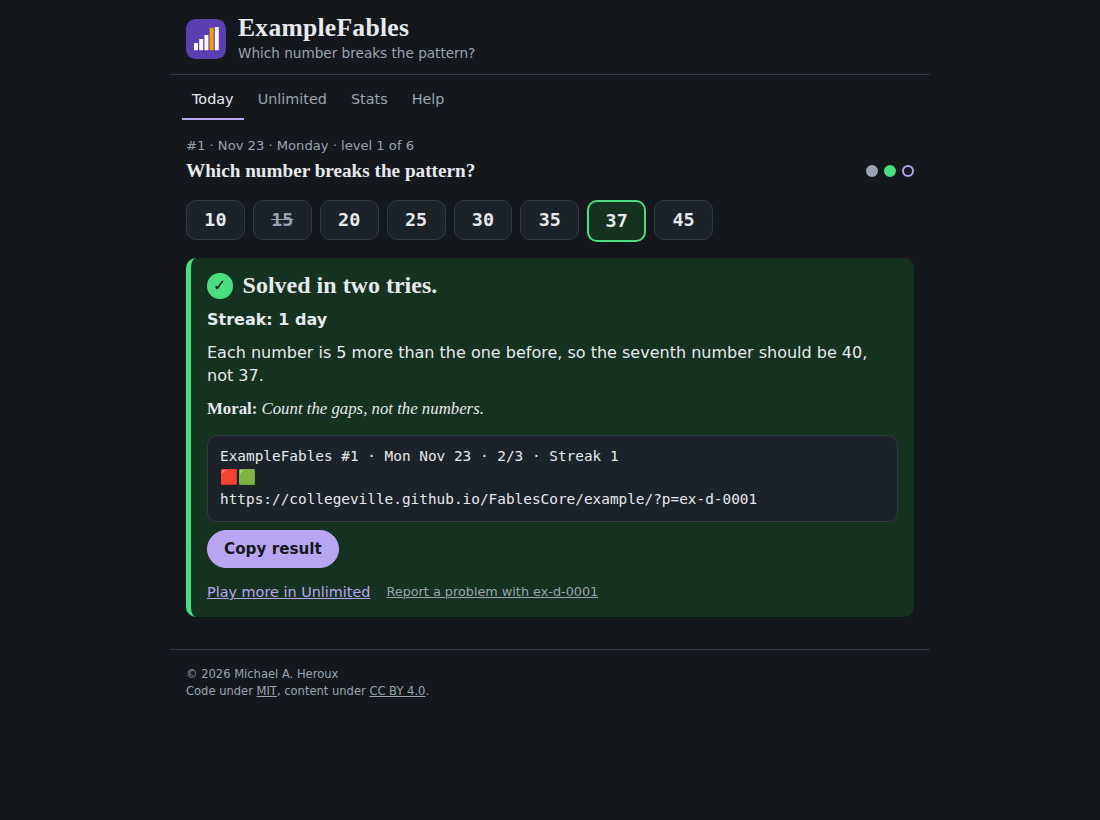 ExampleFables
Which number breaks the pattern?
Today Unlimited Stats Help
#1 · Nov 23 · Monday · level 1 of 6
Which number breaks the pattern?
10 15 20 25 30 35 37 45
✓ Solved in two tries.
Streak: 1 day
Each number is 5 more than the one before, so the seventh number should be 40,
not 37.
Moral: Count the gaps, not the numbers.
ExampleFables #1 · Mon Nov 23 · 2/3 · Streak 1
🟥🟩
https://collegeville.github.io/FablesCore/example/?p=ex-d-0001
Copy result
Play more in Unlimited Report a problem with ex-d-0001
© 2026 Michael A. Heroux
Code under MIT, content under CC BY 4.0.